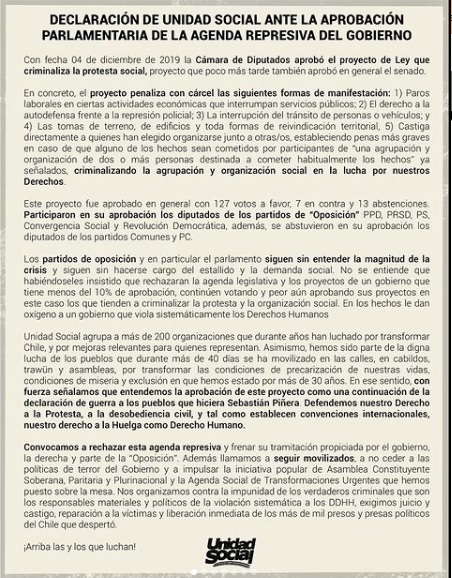 DECLARACIÓN DE UNIDAD SOCIAL ANTE LA APROBACIÓN
PARLAMENTARIA DE LA AGENDA REPRESIVA DEL GOBIERNO
Con fecha 04 de diciembre de 2019 la Cámara de Diputados aprobó el proyecto de Ley que
criminaliza la protesta social, proyecto que poco más tarde también aprobó en general el senado.
En concreto, el proyecto penaliza con cárcel las siguientes formas de manifestación: 1) Paros
laborales en ciertas actividades económicas que interrumpan servicios públicos; 2) El derecho a la
autodefensa frente a la represión policial; 3) La interrupción del tránsito de personas o vehículos; y
4) Las tomas de terreno, de edificios y toda forma de reivindicación territorial, 5) Castiga
directamente a quienes han elegido organizarse junto a otras/os, estableciendo penas más graves
en caso de que alguno de los hechos sean cometidos por participantes de “una agrupación y
organización de dos o más personas destinada a cometer habitualmente los hechos” ya
señalados, criminalizando la agrupación y organización social en la lucha por nuestros
Derechos.
Este proyecto fue aprobado en general con 127 votos a favor, 7 en contra y 13 abstenciones.
Participaron en su aprobación los diputados de los partidos de “Oposición” PPD, PRSD, PS,
Convergencia Social y Revolución Democrática, además, se abstuvieron en su aprobación los
diputados de los partidos Comunes y PC.
Los partidos de oposición y en particular el parlamento siguen sin entender la magnitud de la
crisis y siguen sin hacerse cargo del estallido y la demanda social. No se entiende que
habiéndoseles insistido que rechazaran la agenda legislativa y los proyectos de un gobierno que
tiene menos del 10% de aprobación, continúen votando y peor aún aprobando sus proyectos en
este caso los que tienden a criminalizar la protesta y la organización social. En los hechos le dan
oxígeno a un gobierno que viola sistemáticamente los Derechos Humanos
Unidad Social agrupa a más de 200 organizaciones que durante años han luchado por transformar
Chile, y por mejoras relevantes para quienes representan. Asimismo, hemos sido parte de la digna
lucha de los pueblos que durante más de 40 días se ha movilizado en las calles, en cabildos,
trawün y asambleas, por transformar las condiciones de precarización de nuestras vidas,
condiciones de miseria y exclusión en que hemos estado por más de 30 años. En ese sentido, con
fuerza señalamos que entendemos la aprobación de este proyecto como una continuación de la
declaración de guerra a los pueblos que hiciera Sebastián Piñera. Defendemos nuestro Derecho
a la Protesta, a la desobediencia civil, y tal como establecen convenciones internacionales,
nuestro derecho a la Huelga como Derecho Humano.
Convocamos a rechazar esta agenda represiva y frenar su tramitación propiciada por el gobierno,
la derecha y parte de la “Oposición”. Además llamamos a seguir movilizados, a no ceder a las
políticas de terror del Gobierno y a impulsar la iniciativa popular de Asamblea Constituyente
Soberana, Paritaria y Plurinacional y la Agenda Social de Transformaciones Urgentes que hemos
puesto sobre la mesa. Nos organizamos contra la impunidad de los verdaderos criminales que son
los responsables materiales y políticos de la violación sistemática a los DDHH, exigimos juicio y
castigo, reparación a la víctimas y liberación inmediata de los más de mil presos y presas políticos
del Chile que despertó.
¡Arriba las y los que luchan!
Unidad
Social